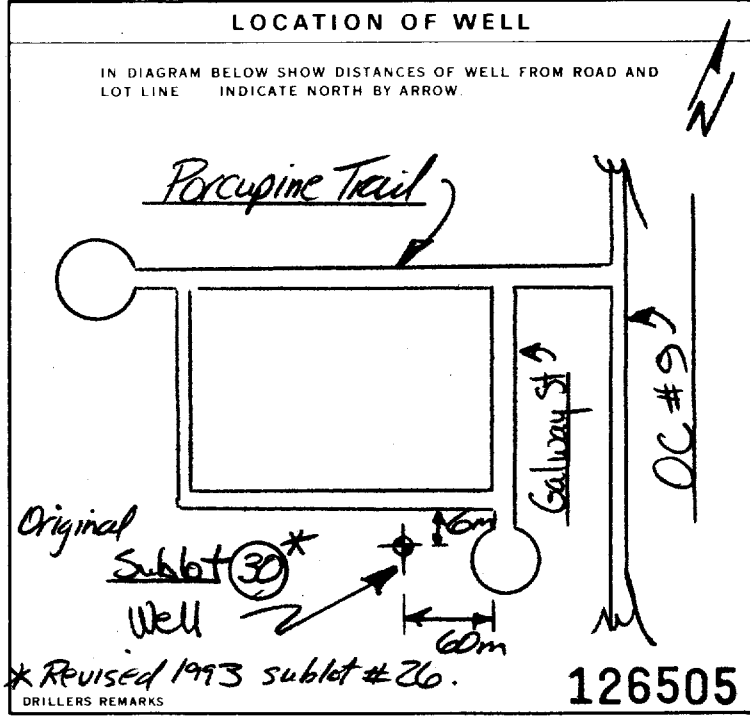 LOCATION OF WELL
IN DIAGRAM BELOW SHOW DISTANCES OF WELL FROM ROAD AND
LOT LINE INDICATE NORTH BY ARROW.
N
Porcupine Trail
Galway St
OC #9
Original
Sublot 30 *
Well
6m
60m
* Revised 1993 sublot #26.
DRILLERS REMARKS
126505